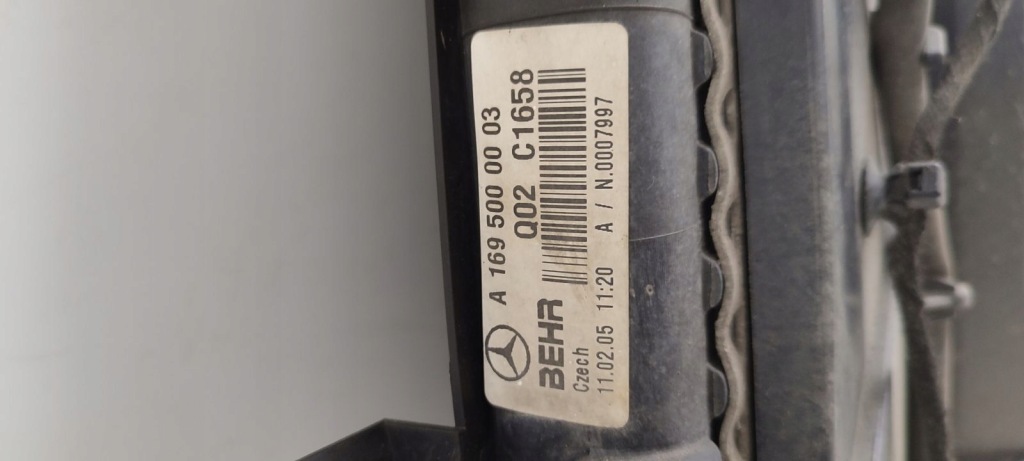 A 169 500 00 03
Q02 C1658
BEHR
Czech
11.02.05 11:20 A / N.0007997